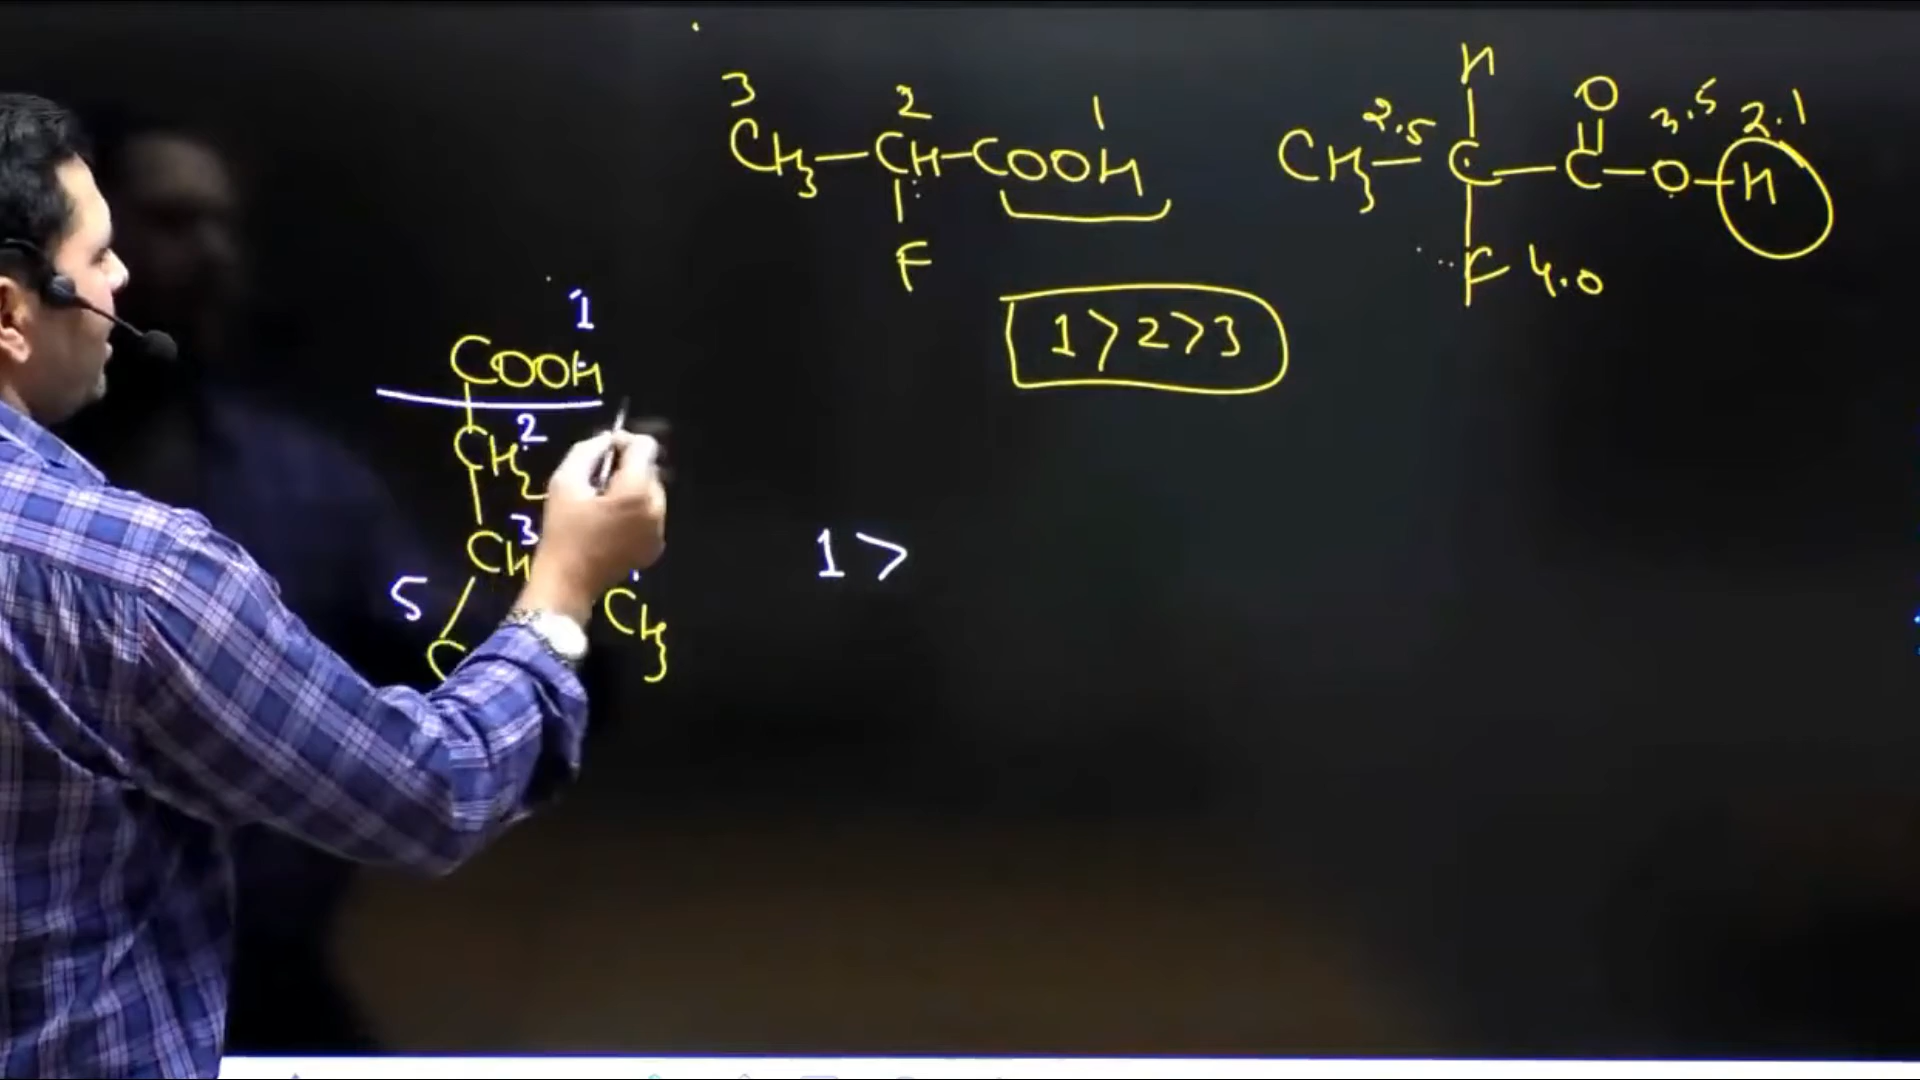 3 2 1
CH3—CH—COOH
F
H
CH3—C—C—O—H
O
2.5 3.5 2.1
F 4.0
1>2>3
1
COOH
2
CH2
3
CH
5
CH3
1 >